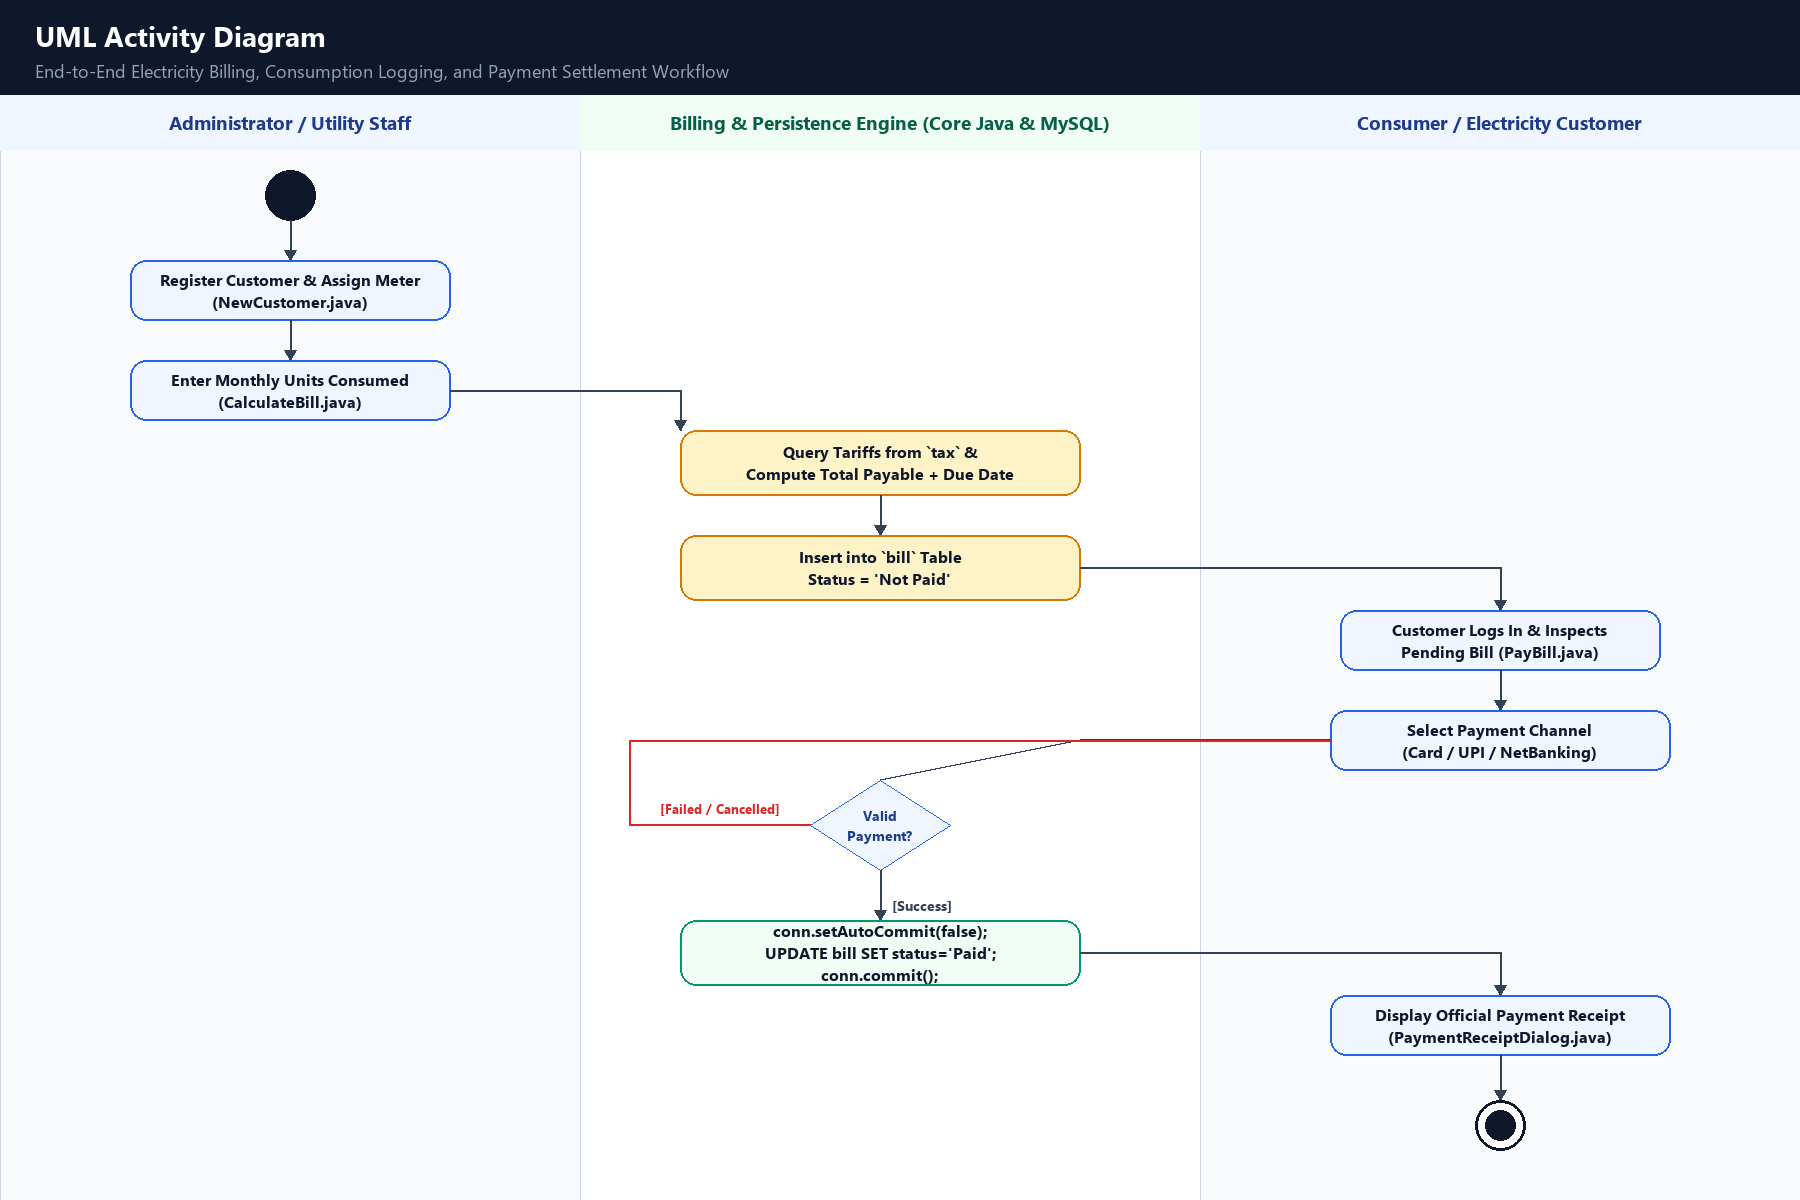 UML Activity Diagram
End-to-End Electricity Billing, Consumption Logging, and Payment Settlement Workflow
Administrator / Utility Staff
Billing & Persistence Engine (Core Java & MySQL)
Consumer / Electricity Customer
Register Customer & Assign Meter
(NewCustomer.java)
Enter Monthly Units Consumed
(CalculateBill.java)
Query Tariffs from `tax` &
Compute Total Payable + Due Date
Insert into `bill` Table
Status = 'Not Paid'
Customer Logs In & Inspects
Pending Bill (PayBill.java)
Select Payment Channel
(Card / UPI / NetBanking)
[Failed / Cancelled]
Valid
Payment?
[Success]
conn.setAutoCommit(false);
UPDATE bill SET status='Paid';
conn.commit();
Display Official Payment Receipt
(PaymentReceiptDialog.java)